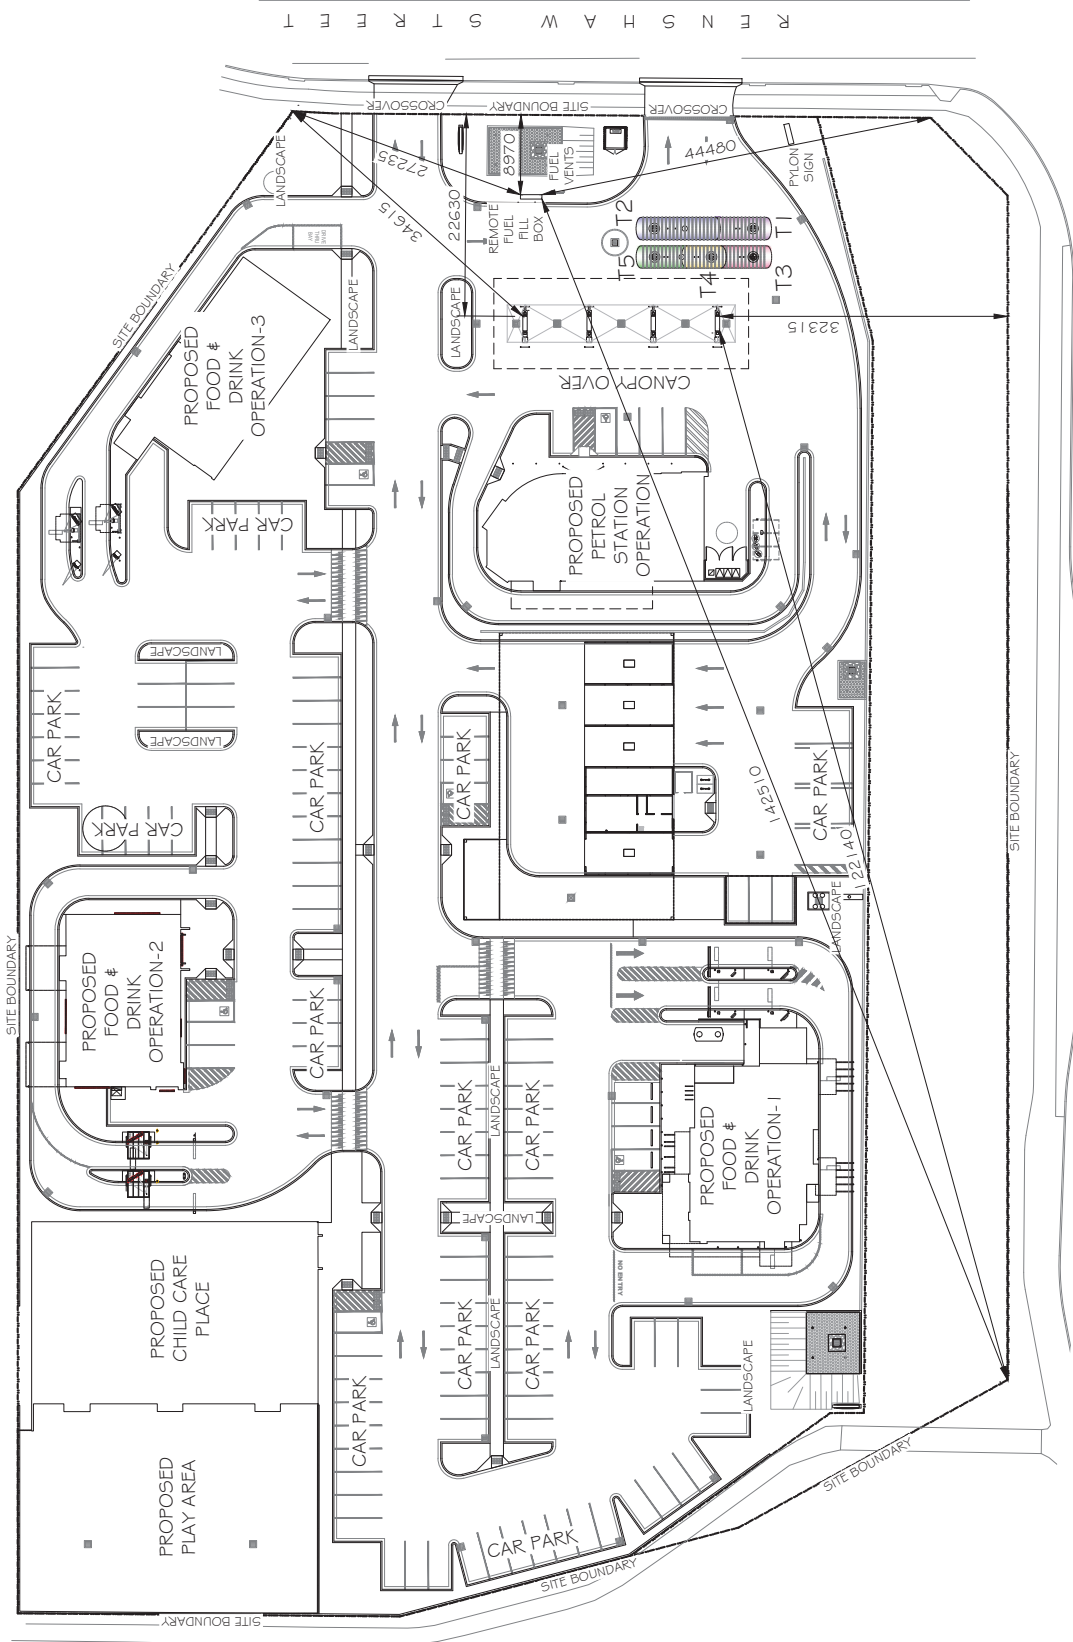 RENSHAW STREET
CROSSOVER
SITE BOUNDARY
CROSSOVER
LANDSCAPE
27235
8970
FUEL
VENTS
44480
PYLON
SIGN
34615
22630
REMOTE
FUEL
FILL
BOX
T2
T1
T5
T4
T3
SITE BOUNDARY
LANDSCAPE
LANDSCAPE
32315
PROPOSED
FOOD &
DRINK
OPERATION-3
CANOPY OVER
CAR PARK
CAR PARK
PROPOSED
PETROL
STATION
OPERATION
LANDSCAPE
CAR PARK
LANDSCAPE
CAR PARK
CAR PARK
142510
CAR PARK
SITE BOUNDARY
CAR PARK
122140
LANDSCAPE
SITE BOUNDARY
PROPOSED
FOOD &
DRINK
OPERATION-2
CAR PARK
CAR PARK
LANDSCAPE
CAR PARK
PROPOSED
FOOD &
DRINK
OPERATION-1
LANDSCAPE
NO ENTRY
PROPOSED
CHILD CARE
PLACE
CAR PARK
LANDSCAPE
CAR PARK
LANDSCAPE
CAR PARK
PROPOSED
PLAY AREA
SITE BOUNDARY
CAR PARK
SITE BOUNDARY
SITE BOUNDARY